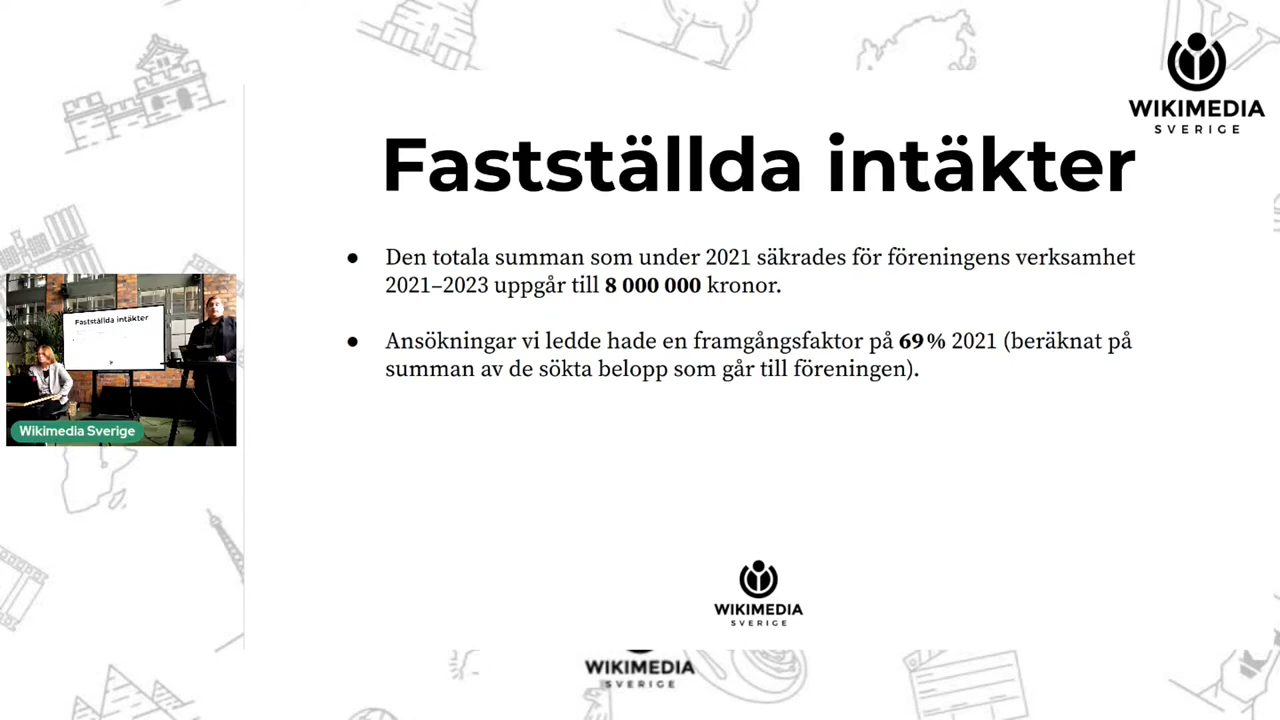 WIKIMEDIA
SVERIGE
Fastställda intäkter
● Den totala summan som under 2021 säkrades för föreningens verksamhet
2021–2023 uppgår till 8 000 000 kronor.
● Ansökningar vi ledde hade en framgångsfaktor på 69 % 2021 (beräknat på
summan av de sökta belopp som går till föreningen).
Fastställda intäkter
Wikimedia Sverige
WIKIMEDIA
SVERIGE
WIKIMEDIA
SVERIGE